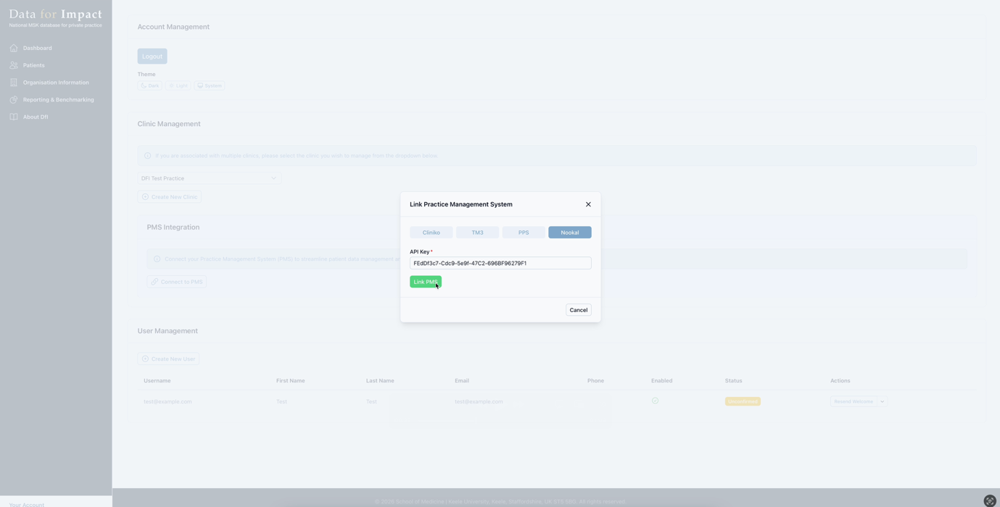 Data for Impact
National MSK database for private practice
Dashboard
Patients
Organisation Information
Reporting & Benchmarking
About DfI
Your Account
Account Management
Logout
Theme
Dark
Light
System
Clinic Management
If you are associated with multiple clinics, please select the clinic you wish to manage from the dropdown below.
DFI Test Practice
Create New Clinic
PMS Integration
Connect your Practice Management System (PMS) to streamline patient data management an
Connect to PMS
Link Practice Management System
Cliniko TM3 PPS Nookal
API Key *
FEdDf3c7-Cdc9-5e9f-47C2-696BF96279F1
Link PMS
Cancel
User Management
Create New User
Username First Name Last Name Email Phone Enabled Status Actions
test@example.com Test Test test@example.com Unconfirmed Resend Welcome
© 2026 School of Medicine | Keele University, Keele, Staffordshire, UK ST5 5BG. All rights reserved.